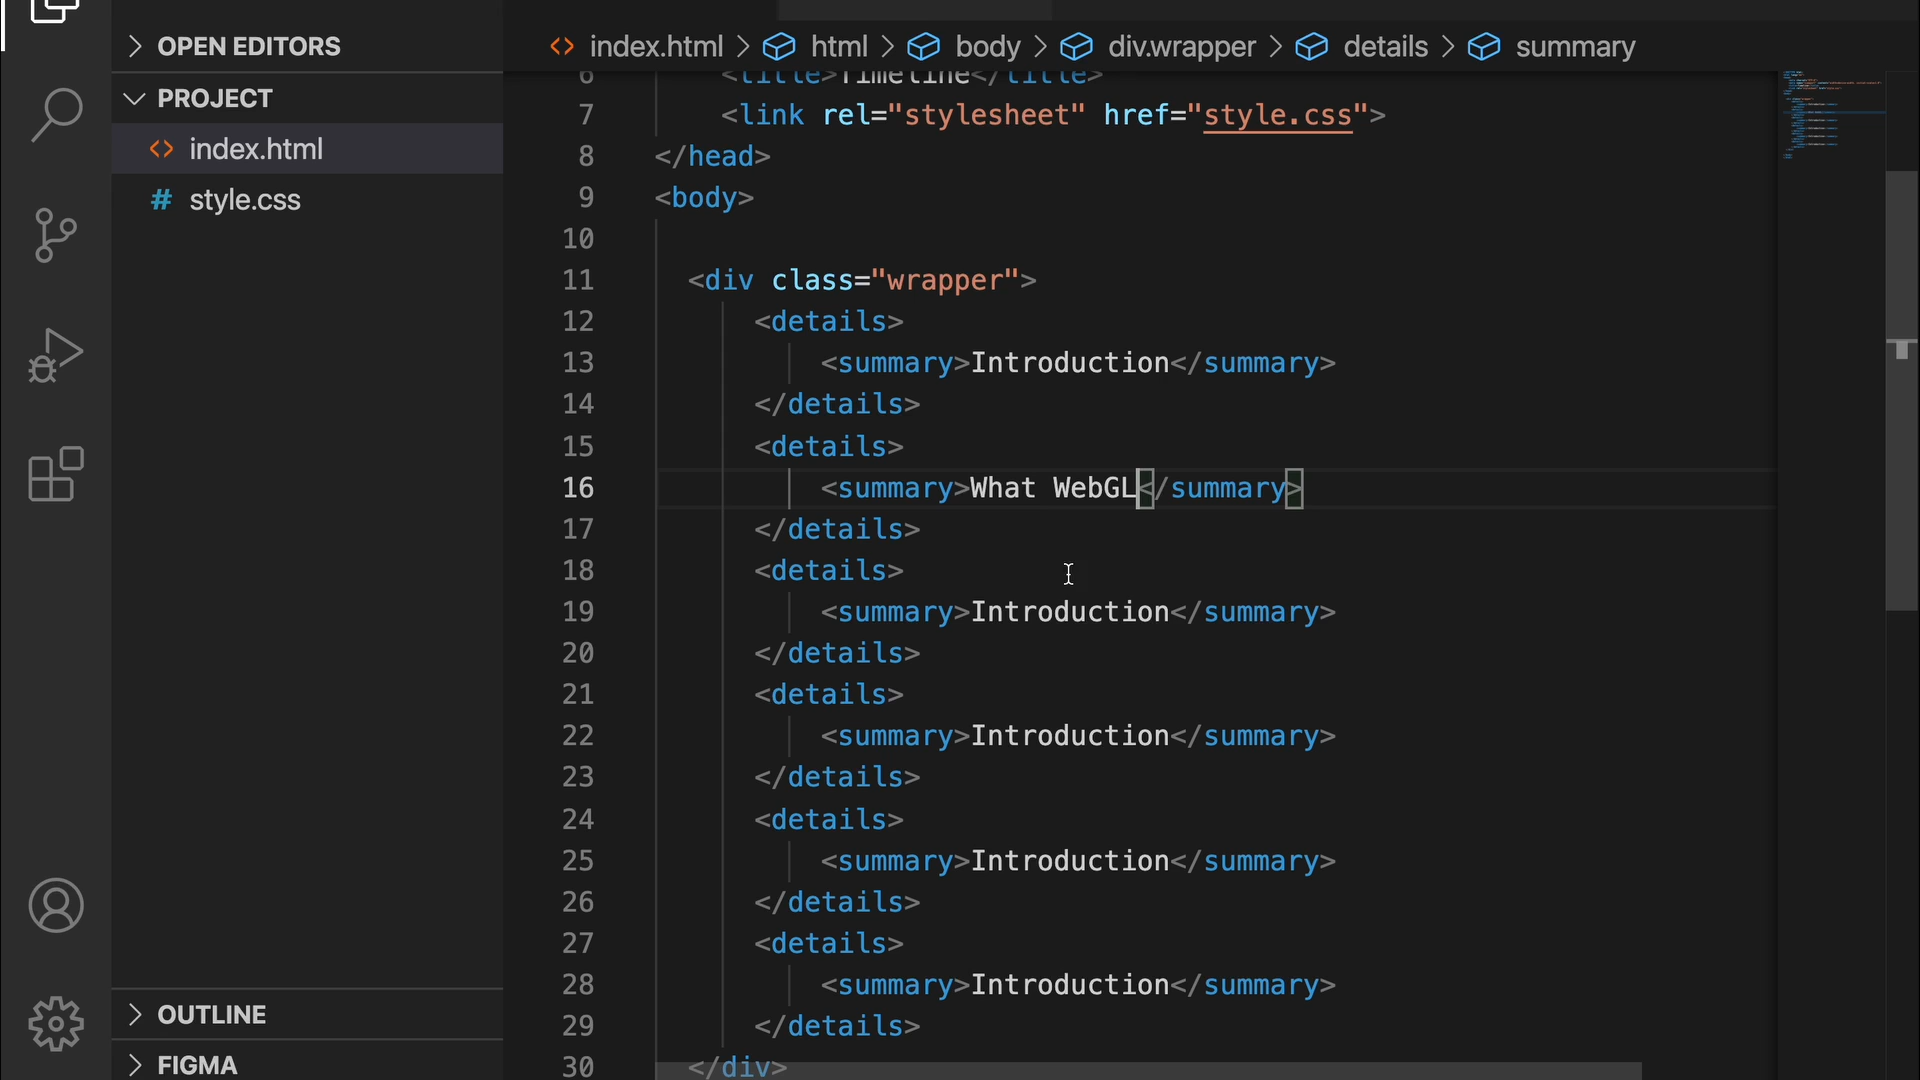 OPEN EDITORS
PROJECT
index.html
# style.css
OUTLINE
FIGMA
index.html > html > body > div.wrapper > details > summary
6 <title>Timeline</title>
7 <link rel="stylesheet" href="style.css">
8 </head>
9 <body>
10
11 <div class="wrapper">
12 <details>
13 <summary>Introduction</summary>
14 </details>
15 <details>
16 <summary>What WebGL</summary>
17 </details>
18 <details>
19 <summary>Introduction</summary>
20 </details>
21 <details>
22 <summary>Introduction</summary>
23 </details>
24 <details>
25 <summary>Introduction</summary>
26 </details>
27 <details>
28 <summary>Introduction</summary>
29 </details>
30 </div>